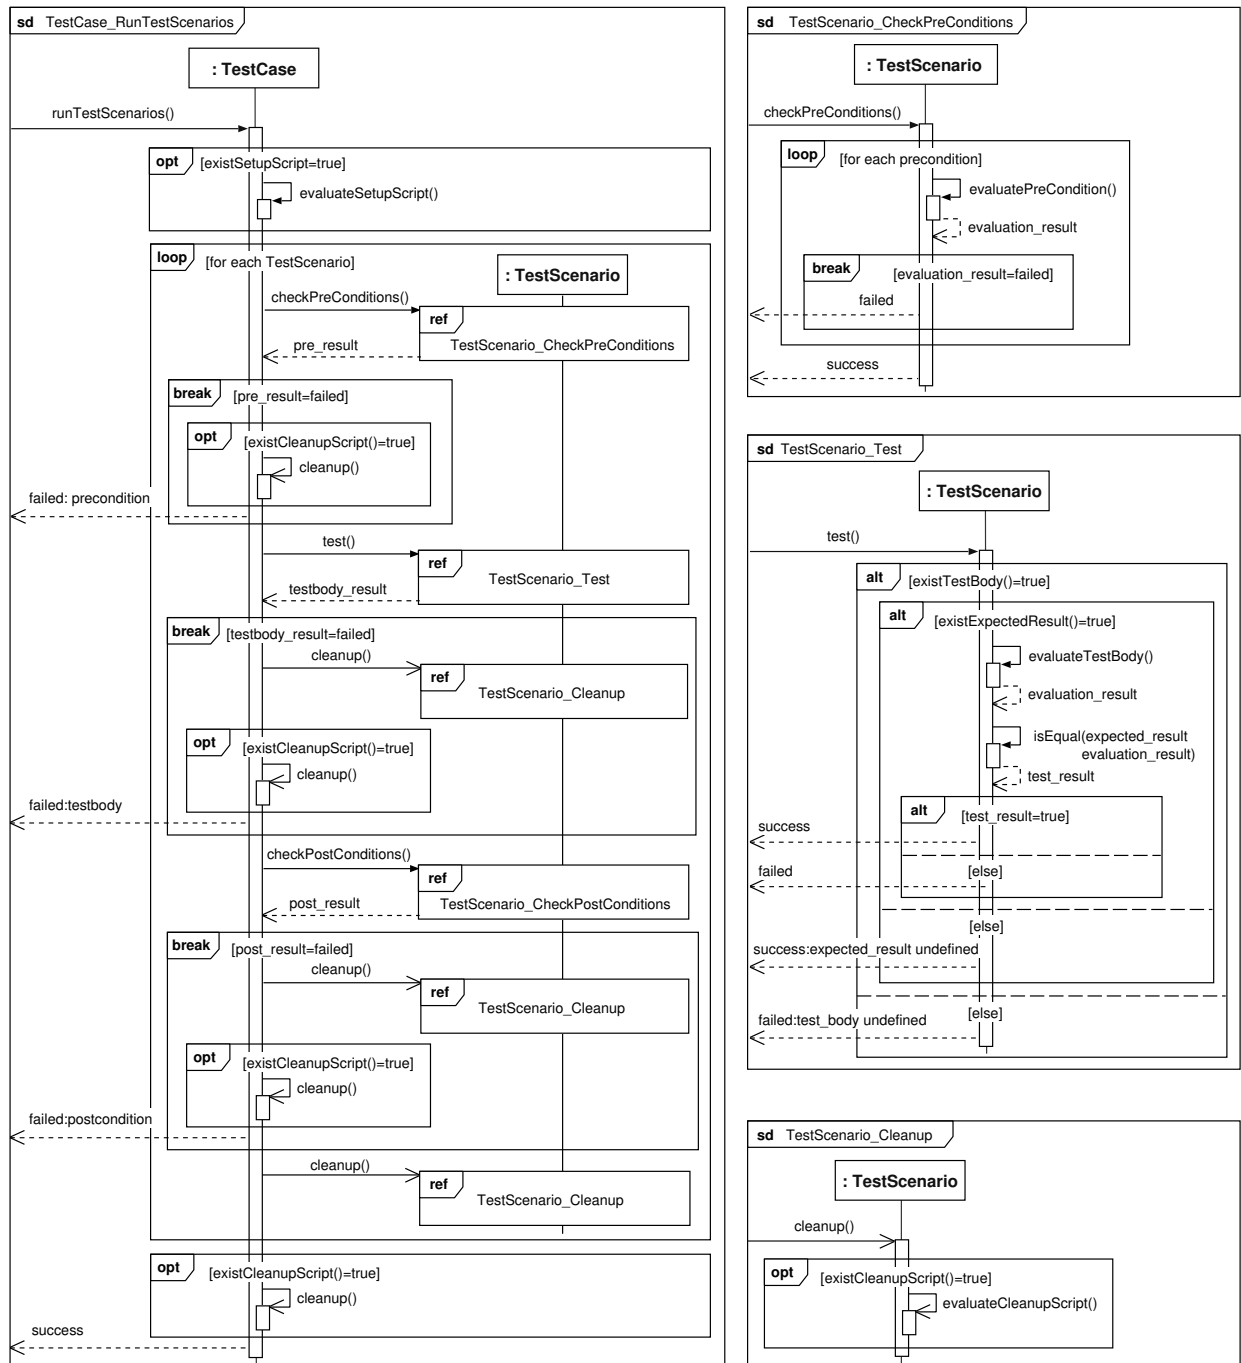 sd TestCase_RunTestScenarios
: TestCase
runTestScenarios()
opt [existSetupScript=true]
evaluateSetupScript()
loop [for each TestScenario]
: TestScenario
checkPreConditions()
ref
TestScenario_CheckPreConditions
pre_result
break [pre_result=failed]
opt [existCleanupScript()=true]
cleanup()
failed: precondition
test()
ref
TestScenario_Test
testbody_result
break [testbody_result=failed]
cleanup()
ref
TestScenario_Cleanup
opt [existCleanupScript()=true]
cleanup()
failed:testbody
checkPostConditions()
ref
TestScenario_CheckPostConditions
post_result
break [post_result=failed]
cleanup()
ref
TestScenario_Cleanup
opt [existCleanupScript()=true]
cleanup()
failed:postcondition
cleanup()
ref
TestScenario_Cleanup
opt [existCleanupScript()=true]
cleanup()
success
sd TestScenario_CheckPreConditions
: TestScenario
checkPreConditions()
loop [for each precondition]
evaluatePreCondition()
evaluation_result
break [evaluation_result=failed]
failed
success
sd TestScenario_Test
: TestScenario
test()
alt [existTestBody()=true]
alt [existExpectedResult()=true]
evaluateTestBody()
evaluation_result
isEqual(expected_result
evaluation_result)
test_result
alt [test_result=true]
success
[else]
failed
[else]
success:expected_result undefined
[else]
failed:test_body undefined
sd TestScenario_Cleanup
: TestScenario
cleanup()
opt [existCleanupScript()=true]
evaluateCleanupScript()